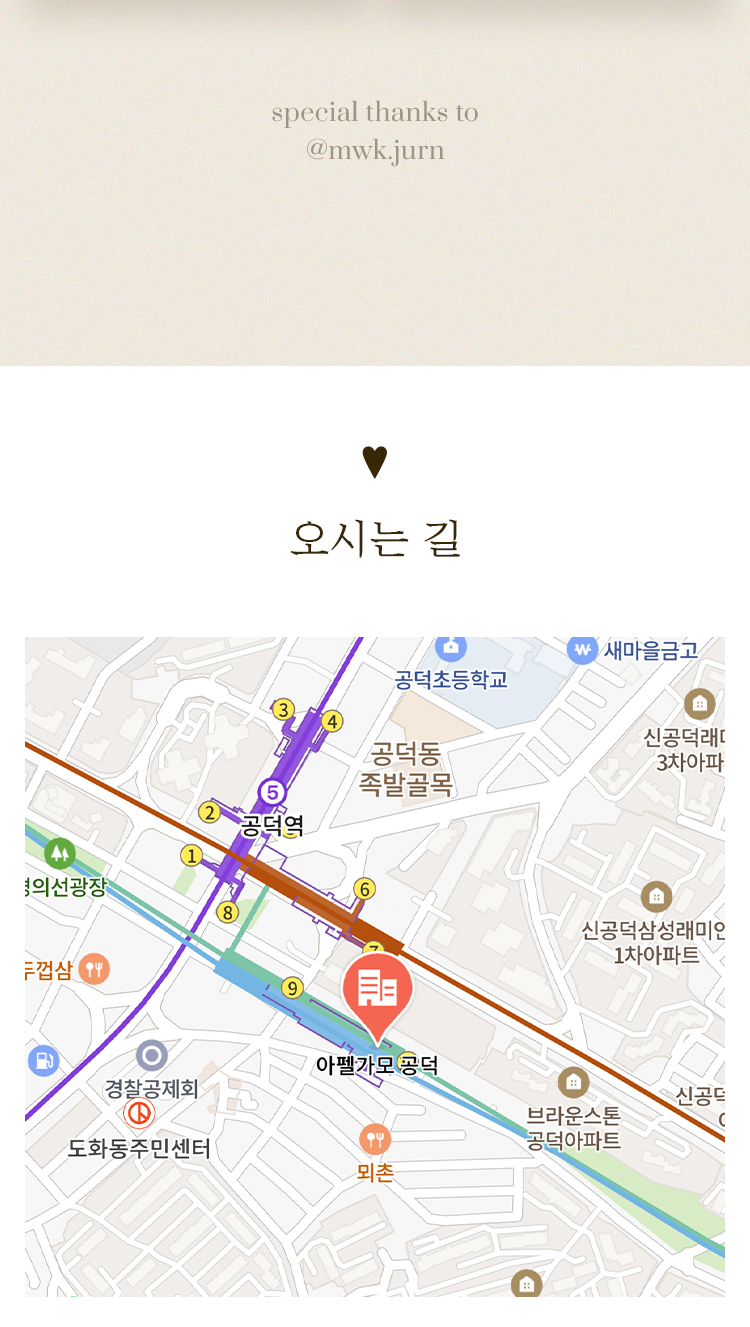 special thanks to
@mwk.jurn
오시는 길
공덕초등학교
새마을금고
3
4
공덕동
족발골목
신공덕래미
3차아파
5
2
공덕역
1
의선광장
6
8
신공덕삼성래미안
1차아파트
7
두껍삼
9
아펠가모 공덕
경찰공제회
도화동주민센터
브라운스톤
공덕아파트
신공덕
뫼촌